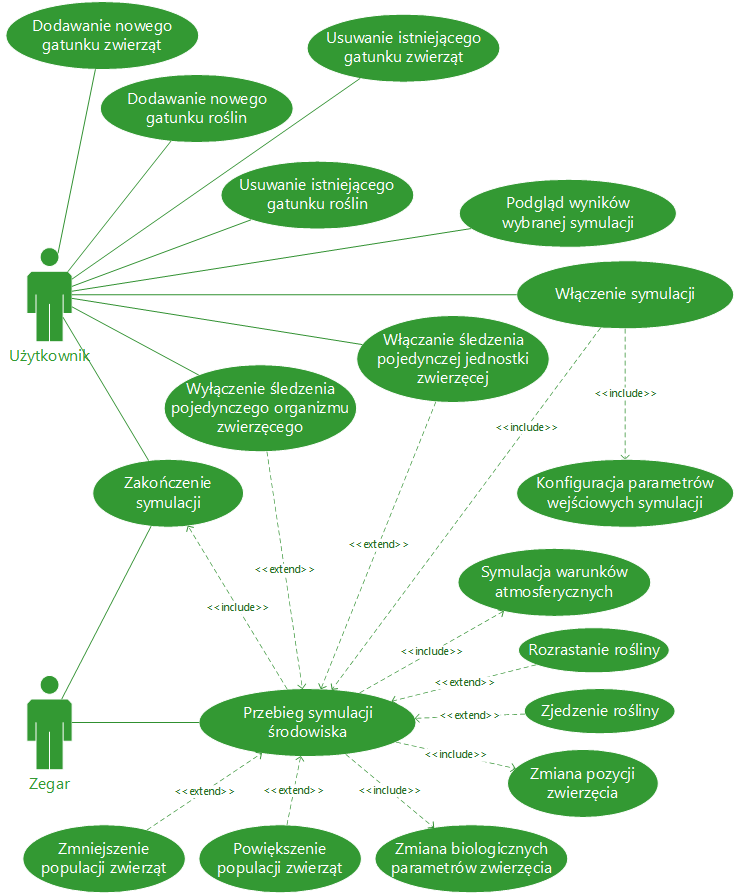 Dodawanie nowego
gatunku zwierząt
Usuwanie istniejącego
gatunku zwierząt
Dodawanie nowego
gatunku roślin
Usuwanie istniejącego
gatunku roślin
Podgląd wyników
wybranej symulacji
Włączenie symulacji
Użytkownik
Włączanie śledzenia
pojedynczej jednostki
zwierzęcej
Wyłączenie śledzenia
pojedynczego organizmu
zwierzęcego
<<include>>
<<include>>
Zakończenie
symulacji
Konfiguracja parametrów
wejściowych symulacji
<<extend>>
<<extend>>
<<include>>
Symulacja warunków
atmosferycznych
<<include>>
Rozrastanie rośliny
<<extend>>
Przebieg symulacji
środowiska
<<extend>>
Zjedzenie rośliny
Zegar
<<include>>
Zmiana pozycji
zwierzęcia
<<extend>>
<<extend>>
<<include>>
Zmniejszenie
populacji zwierząt
Powiększenie
populacji zwierząt
Zmiana biologicznych
parametrów zwierzęcia